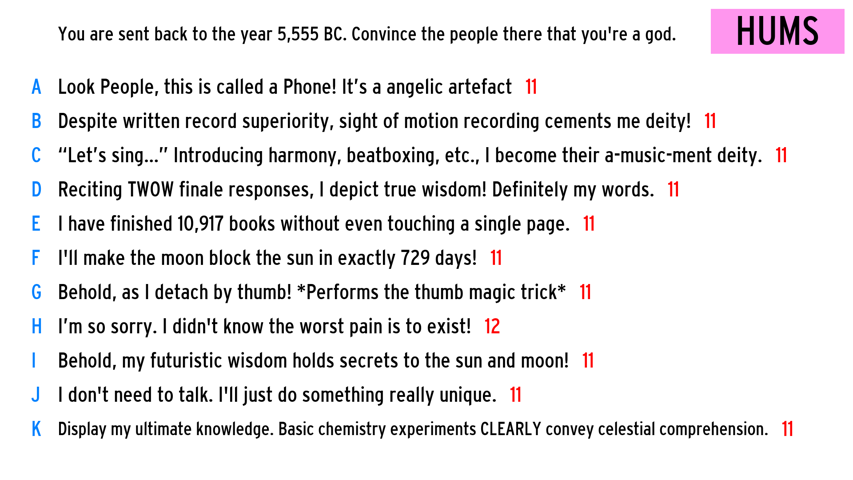 You are sent back to the year 5,555 BC. Convince the people there that you're a god.
HUMS
A Look People, this is called a Phone! It’s a angelic artefact 11
B Despite written record superiority, sight of motion recording cements me deity! 11
C “Let’s sing...” Introducing harmony, beatboxing, etc., I become their a-music-ment deity. 11
D Reciting TWOW finale responses, I depict true wisdom! Definitely my words. 11
E I have finished 10,917 books without even touching a single page. 11
F I'll make the moon block the sun in exactly 729 days! 11
G Behold, as I detach by thumb! *Performs the thumb magic trick* 11
H I’m so sorry. I didn't know the worst pain is to exist! 12
I Behold, my futuristic wisdom holds secrets to the sun and moon! 11
J I don't need to talk. I'll just do something really unique. 11
K Display my ultimate knowledge. Basic chemistry experiments CLEARLY convey celestial comprehension. 11